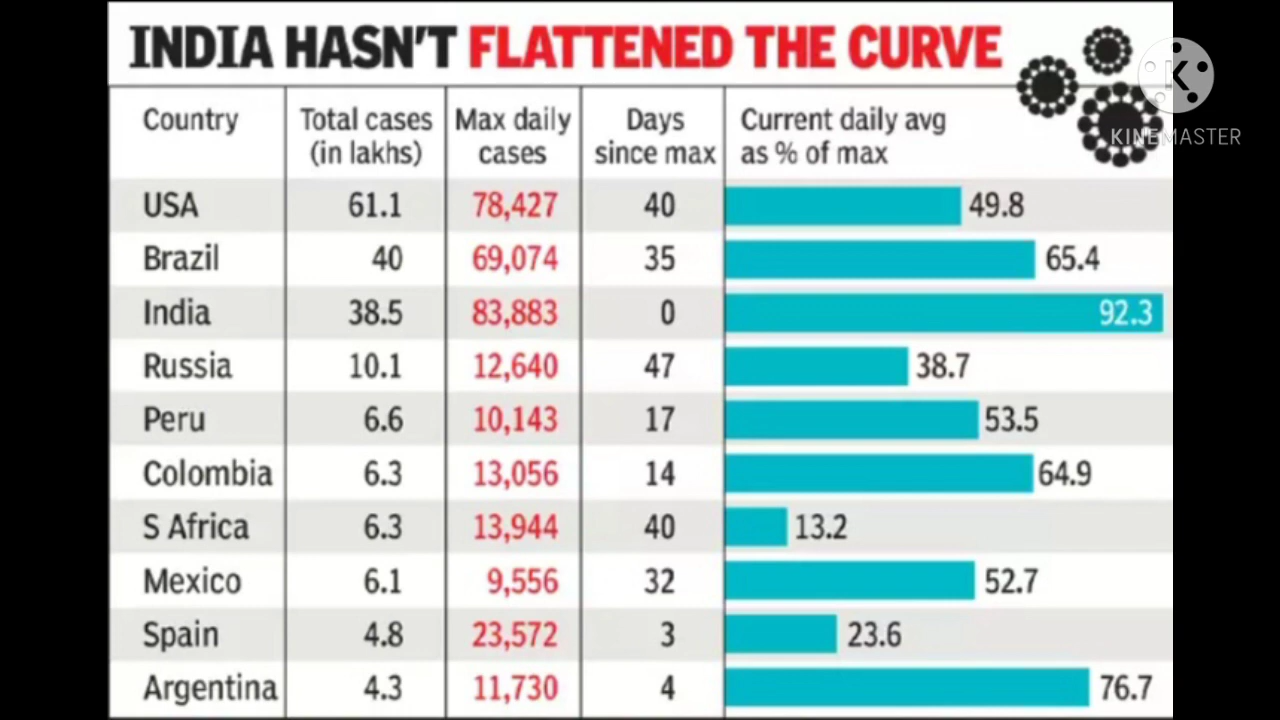 INDIA HASN'T FLATTENED THE CURVE
KINEMASTER
Country Total cases (in lakhs) Max daily cases Days since max Current daily avg as % of max
USA 61.1 78,427 40 49.8
Brazil 40 69,074 35 65.4
India 38.5 83,883 0 92.3
Russia 10.1 12,640 47 38.7
Peru 6.6 10,143 17 53.5
Colombia 6.3 13,056 14 64.9
S Africa 6.3 13,944 40 13.2
Mexico 6.1 9,556 32 52.7
Spain 4.8 23,572 3 23.6
Argentina 4.3 11,730 4 76.7